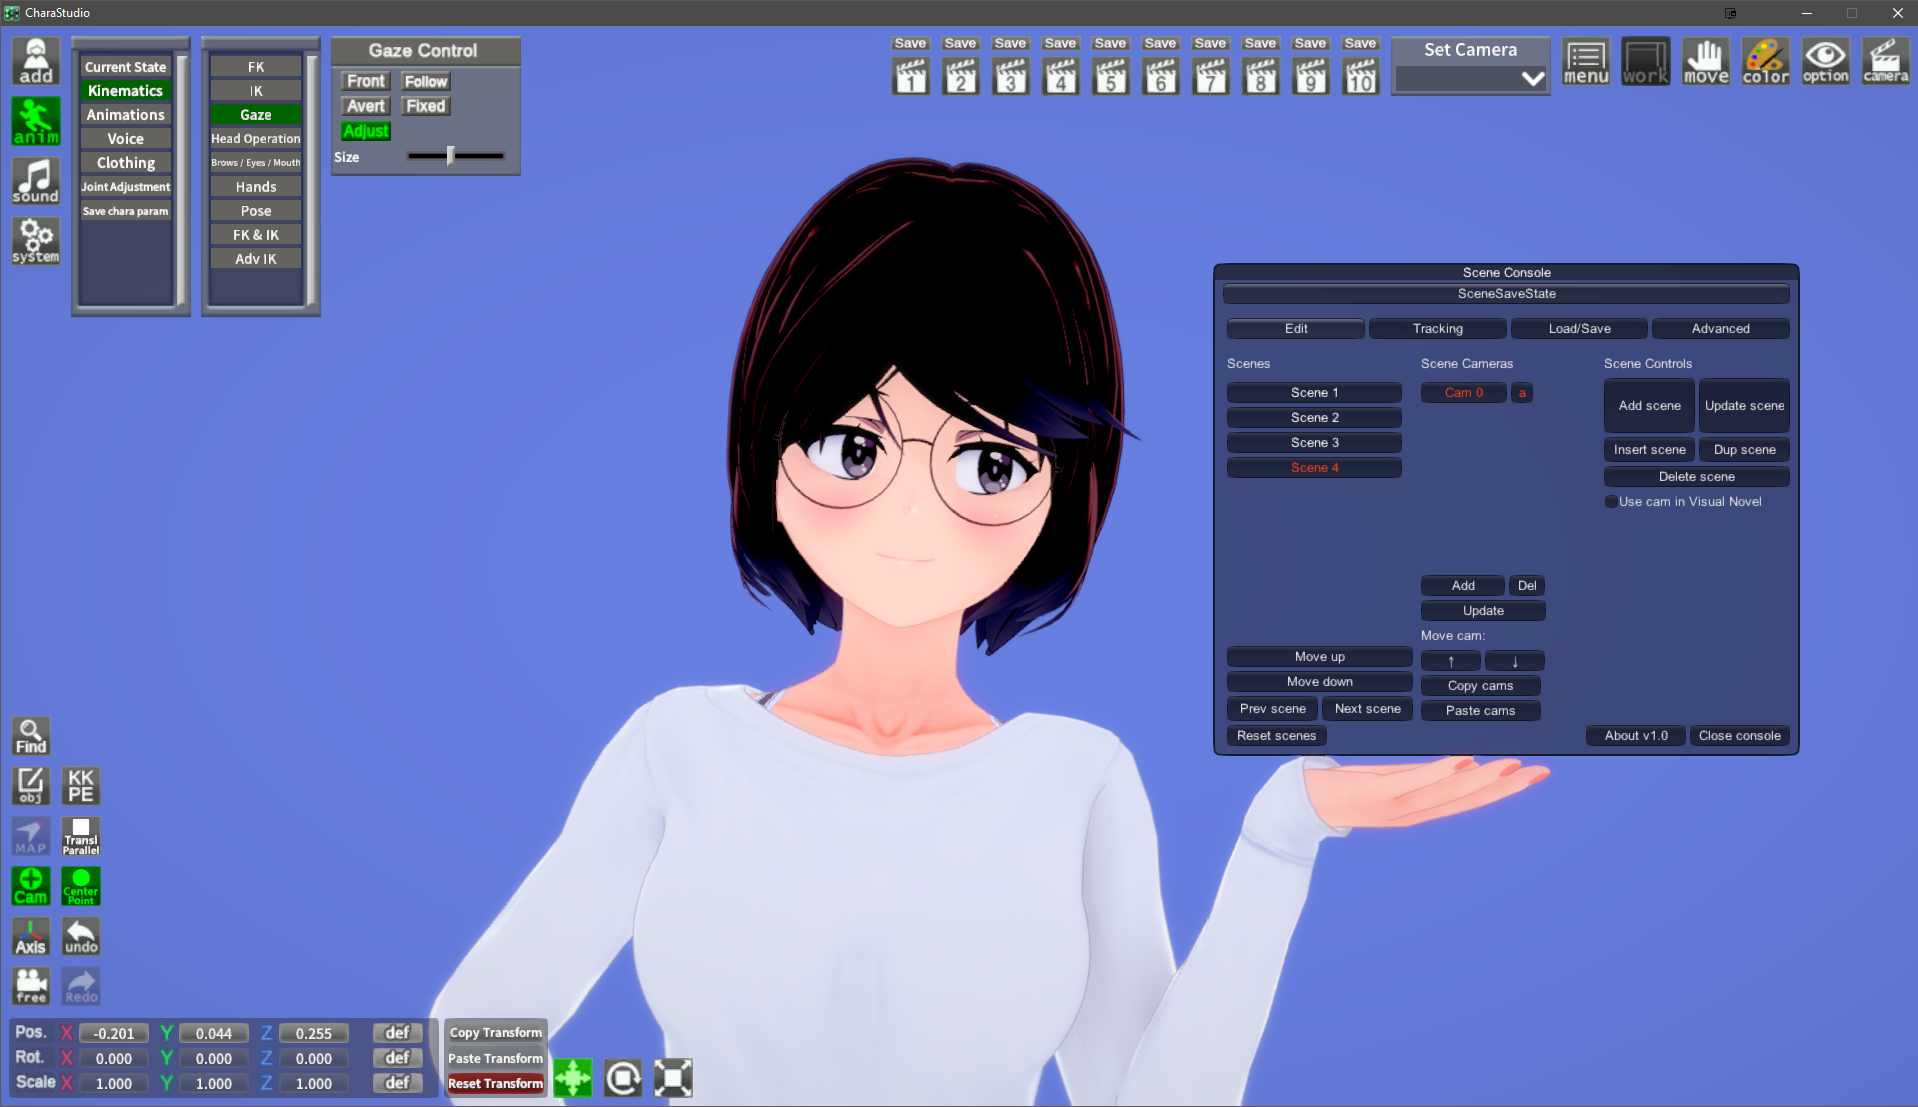 CharaStudio
add
anim
sound
system
Current State
Kinematics
Animations
Voice
Clothing
Joint Adjustment
Save chara param
FK
IK
Gaze
Head Operation
Brows / Eyes / Mouth
Hands
Pose
FK & IK
Adv IK
Gaze Control
Front Follow
Avert Fixed
Adjust
Size
Save Save Save Save Save Save Save Save Save Save
1 2 3 4 5 6 7 8 9 10
Set Camera
menu work move color option camera
Scene Console
SceneSaveState
Edit Tracking Load/Save Advanced
Scenes
Scene 1
Scene 2
Scene 3
Scene 4
Move up
Move down
Prev scene Next scene
Reset scenes
Scene Cameras
Cam 0 a
Add Del
Update
Move cam:
↑ ↓
Copy cams
Paste cams
Scene Controls
Add scene Update scene
Insert scene Dup scene
Delete scene
Use cam in Visual Novel
About v1.0 Close console
Find
obj KK PE
MAP Transl Parallel
Cam Center Point
Axis undo
free Redo
Pos. X -0.201 Y 0.044 Z 0.255 def
Rot. X 0.000 Y 0.000 Z 0.000 def
Scale X 1.000 Y 1.000 Z 1.000 def
Copy Transform
Paste Transform
Reset Transform